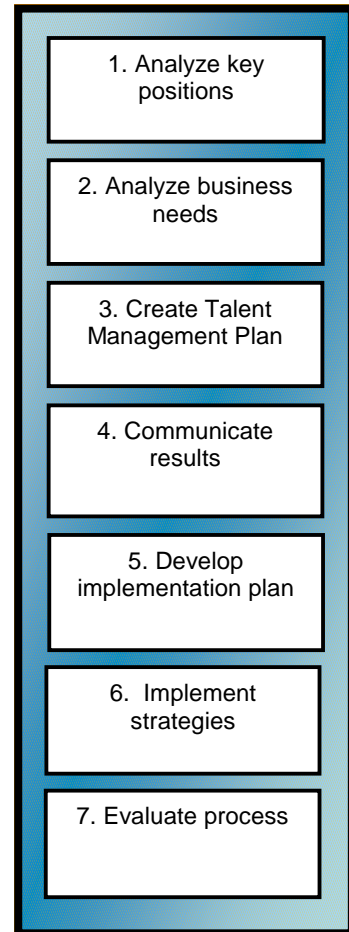 1. Analyze key
positions
2. Analyze business
needs
3. Create Talent
Management Plan
4. Communicate
results
5. Develop
implementation plan
6. Implement
strategies
7. Evaluate process